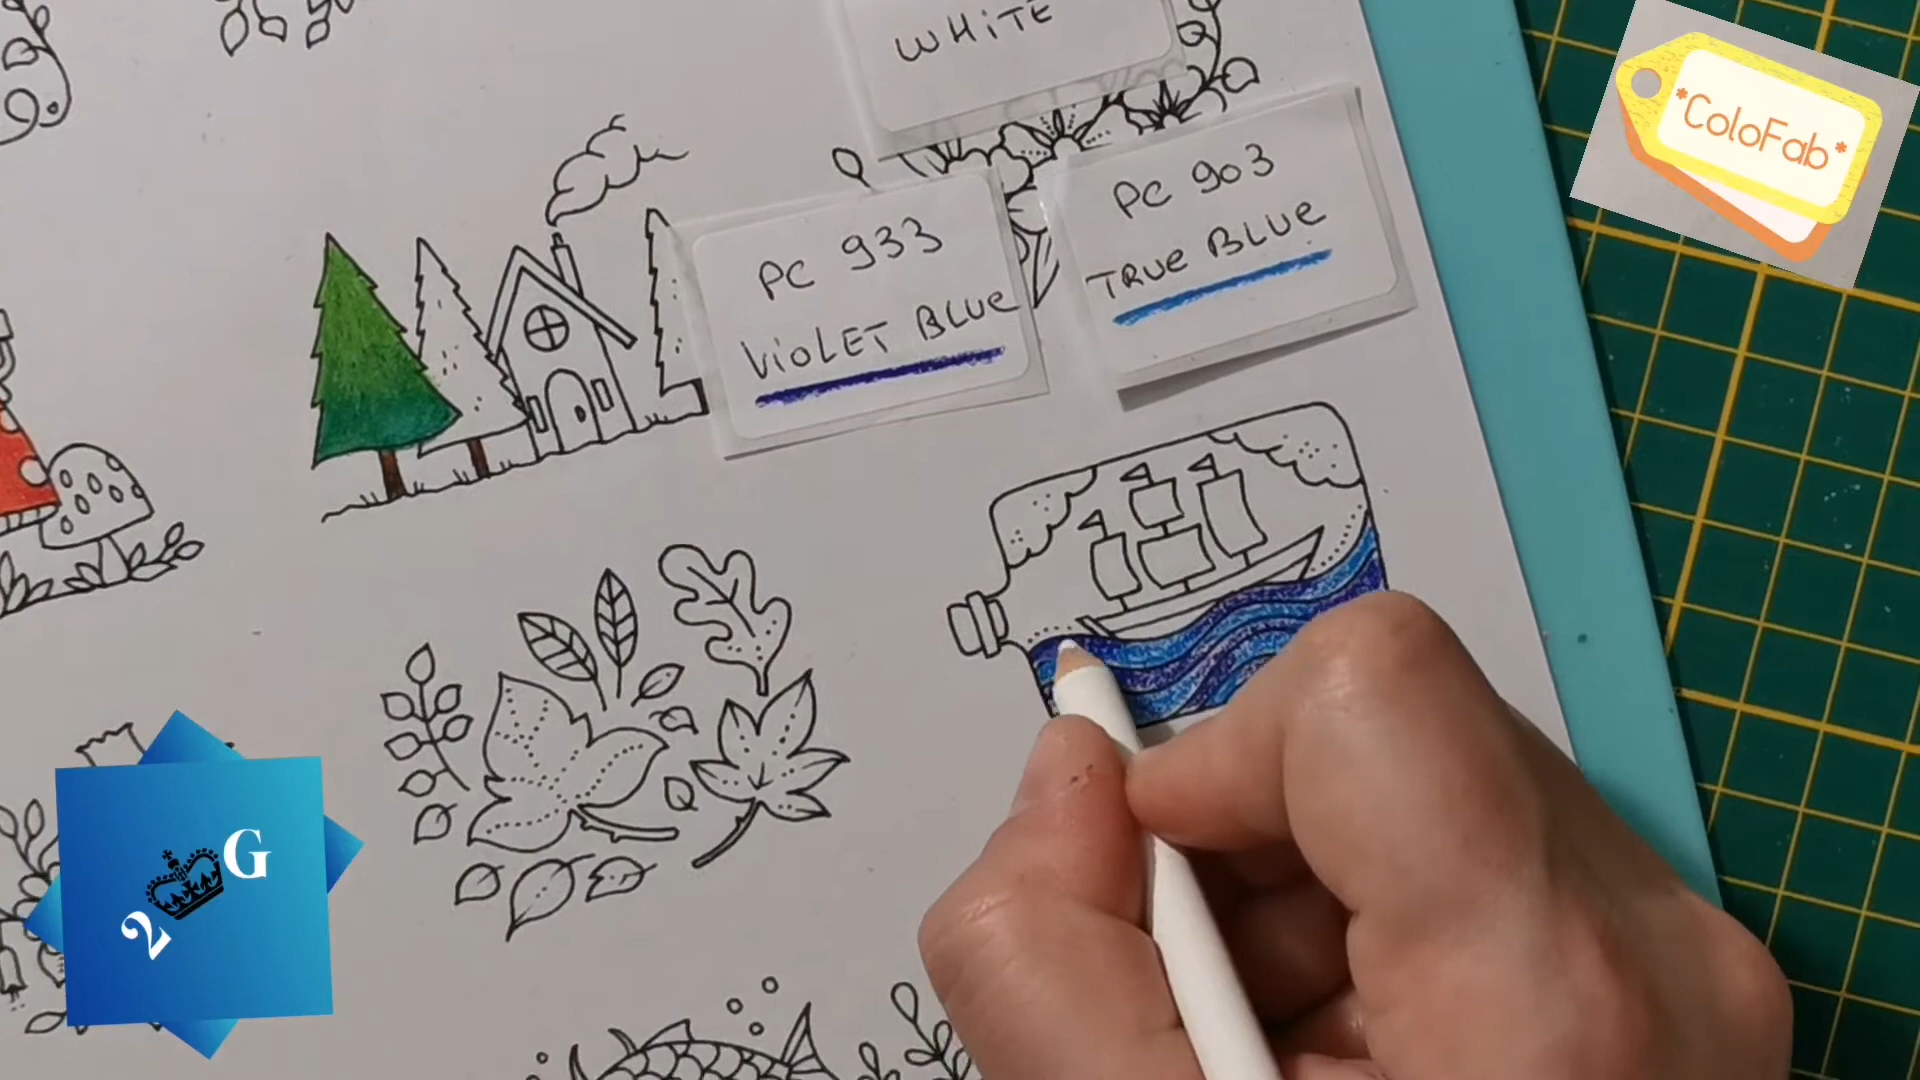 WHITE
PC 933
VIOLET BLUE
PC 903
TRUE BLUE
*ColoFab*
2 G